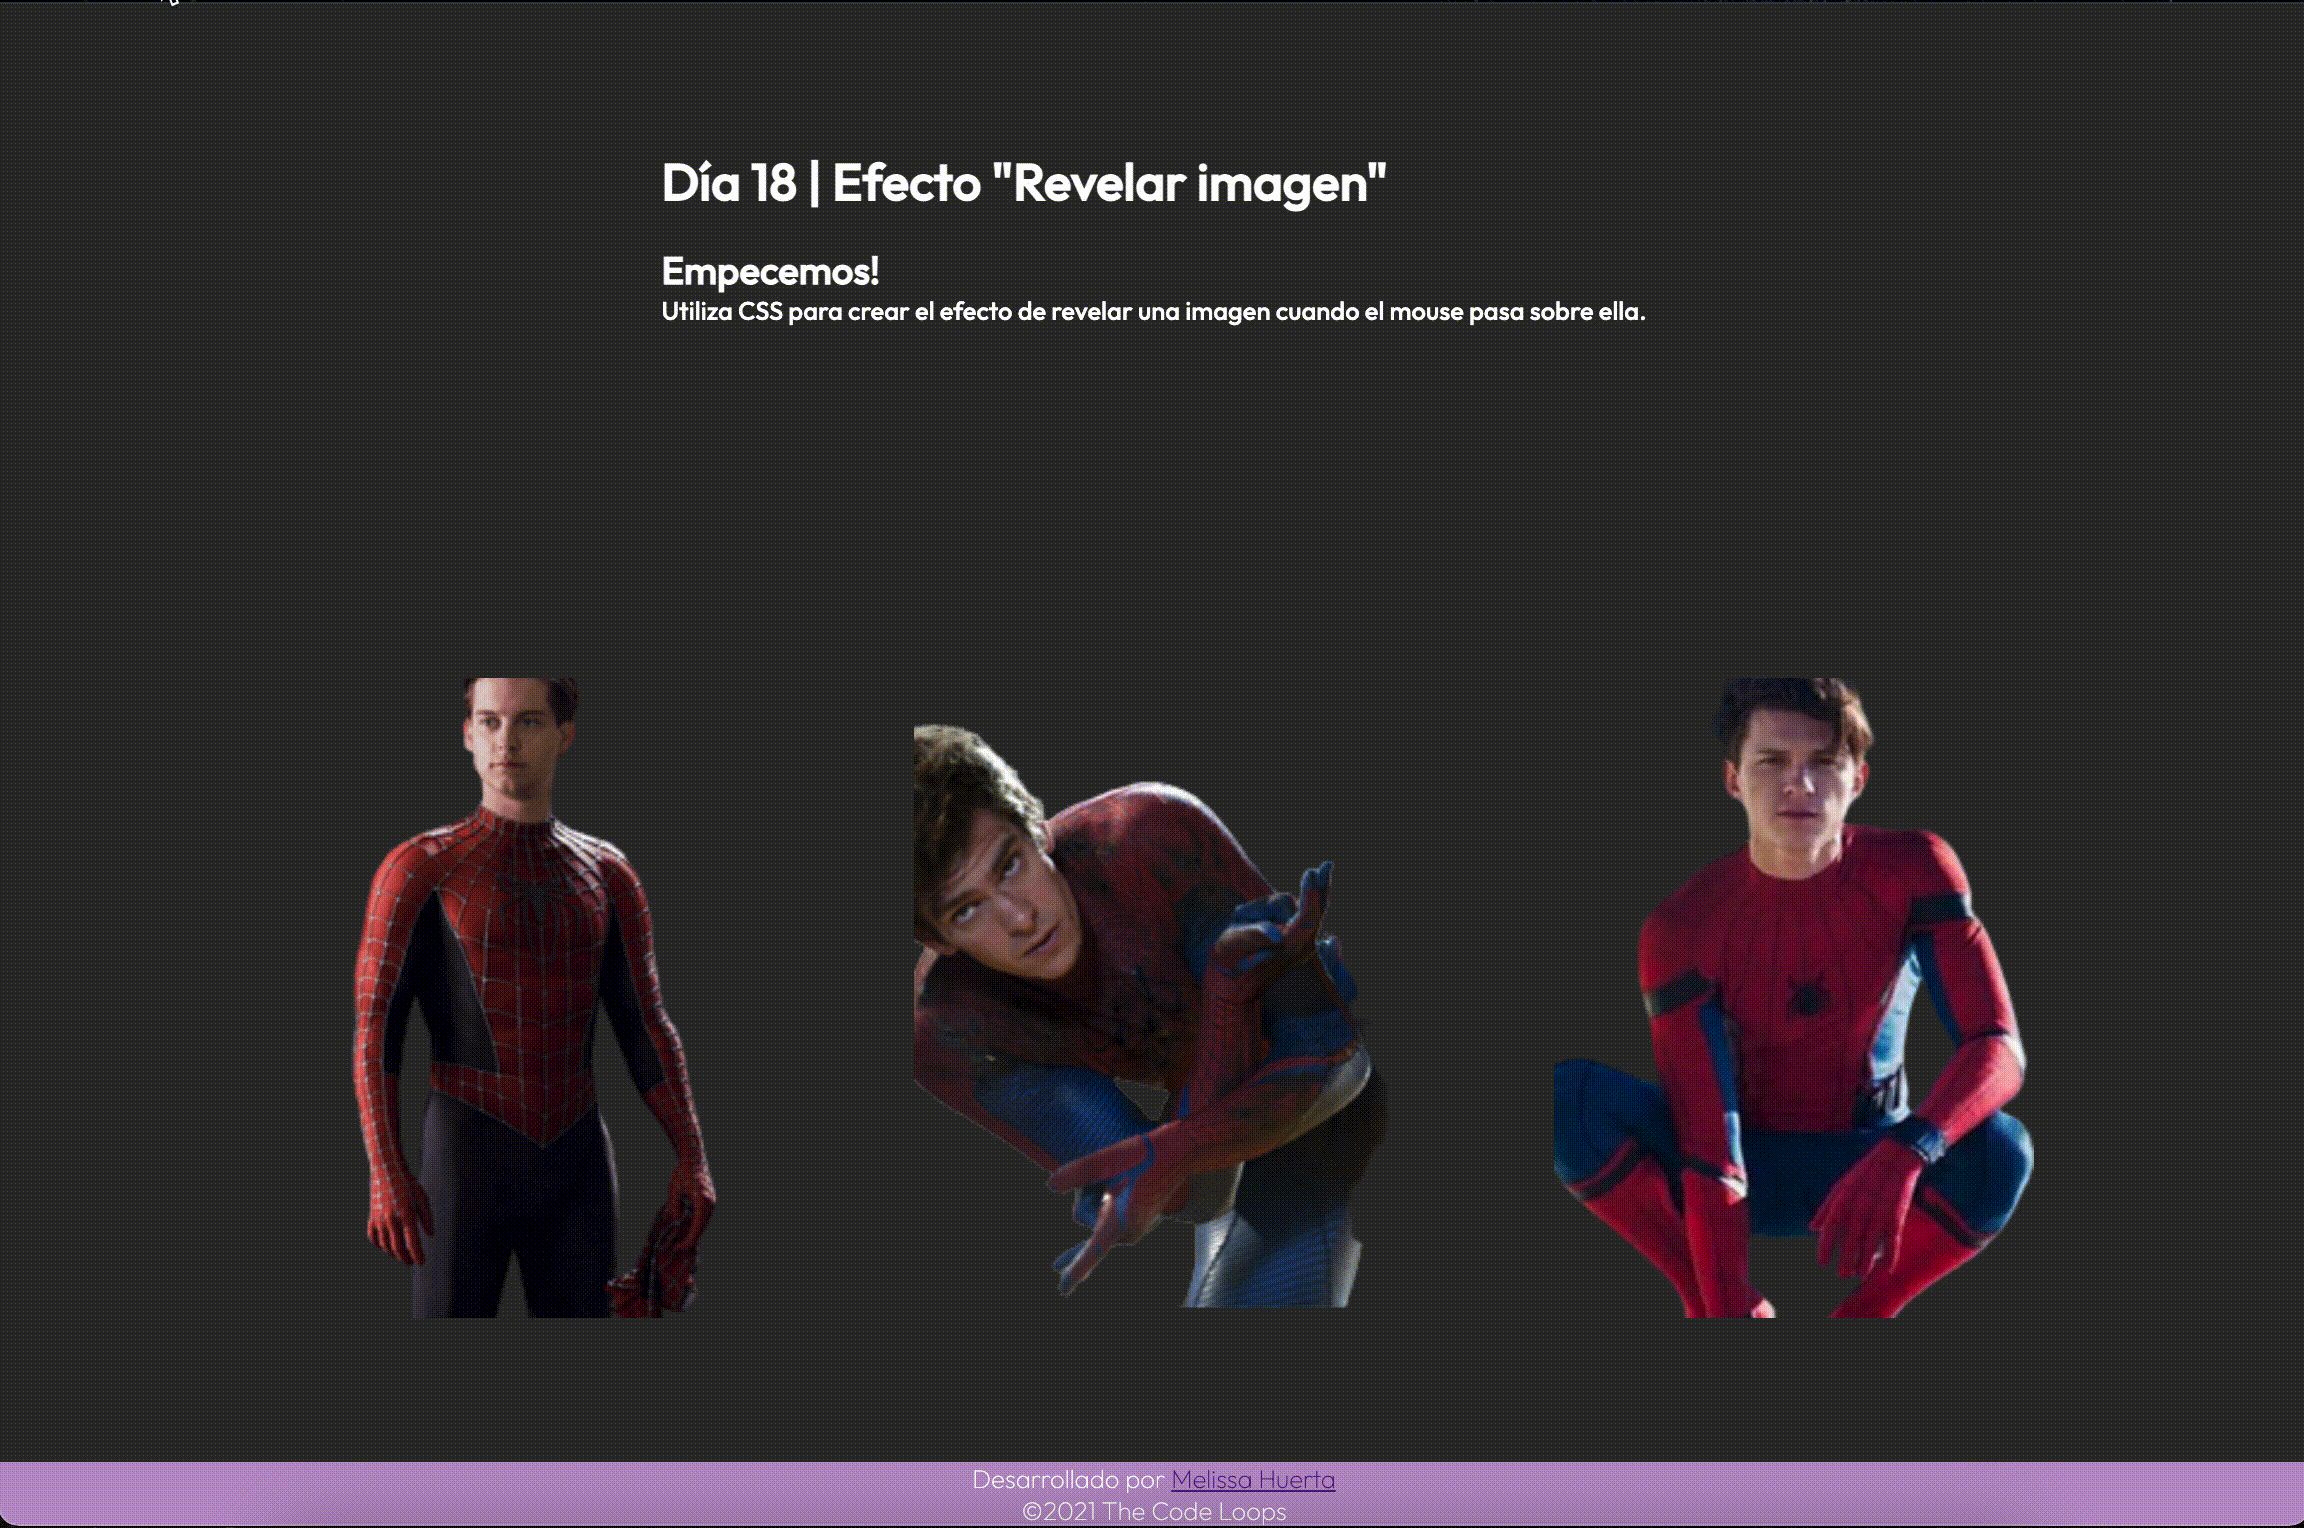 Día 18 | Efecto "Revelar imagen"
Empecemos!
Utiliza CSS para crear el efecto de revelar una imagen cuando el mouse pasa sobre ella.
Desarrollado por Melissa Huerta
©2021 The Code Loops